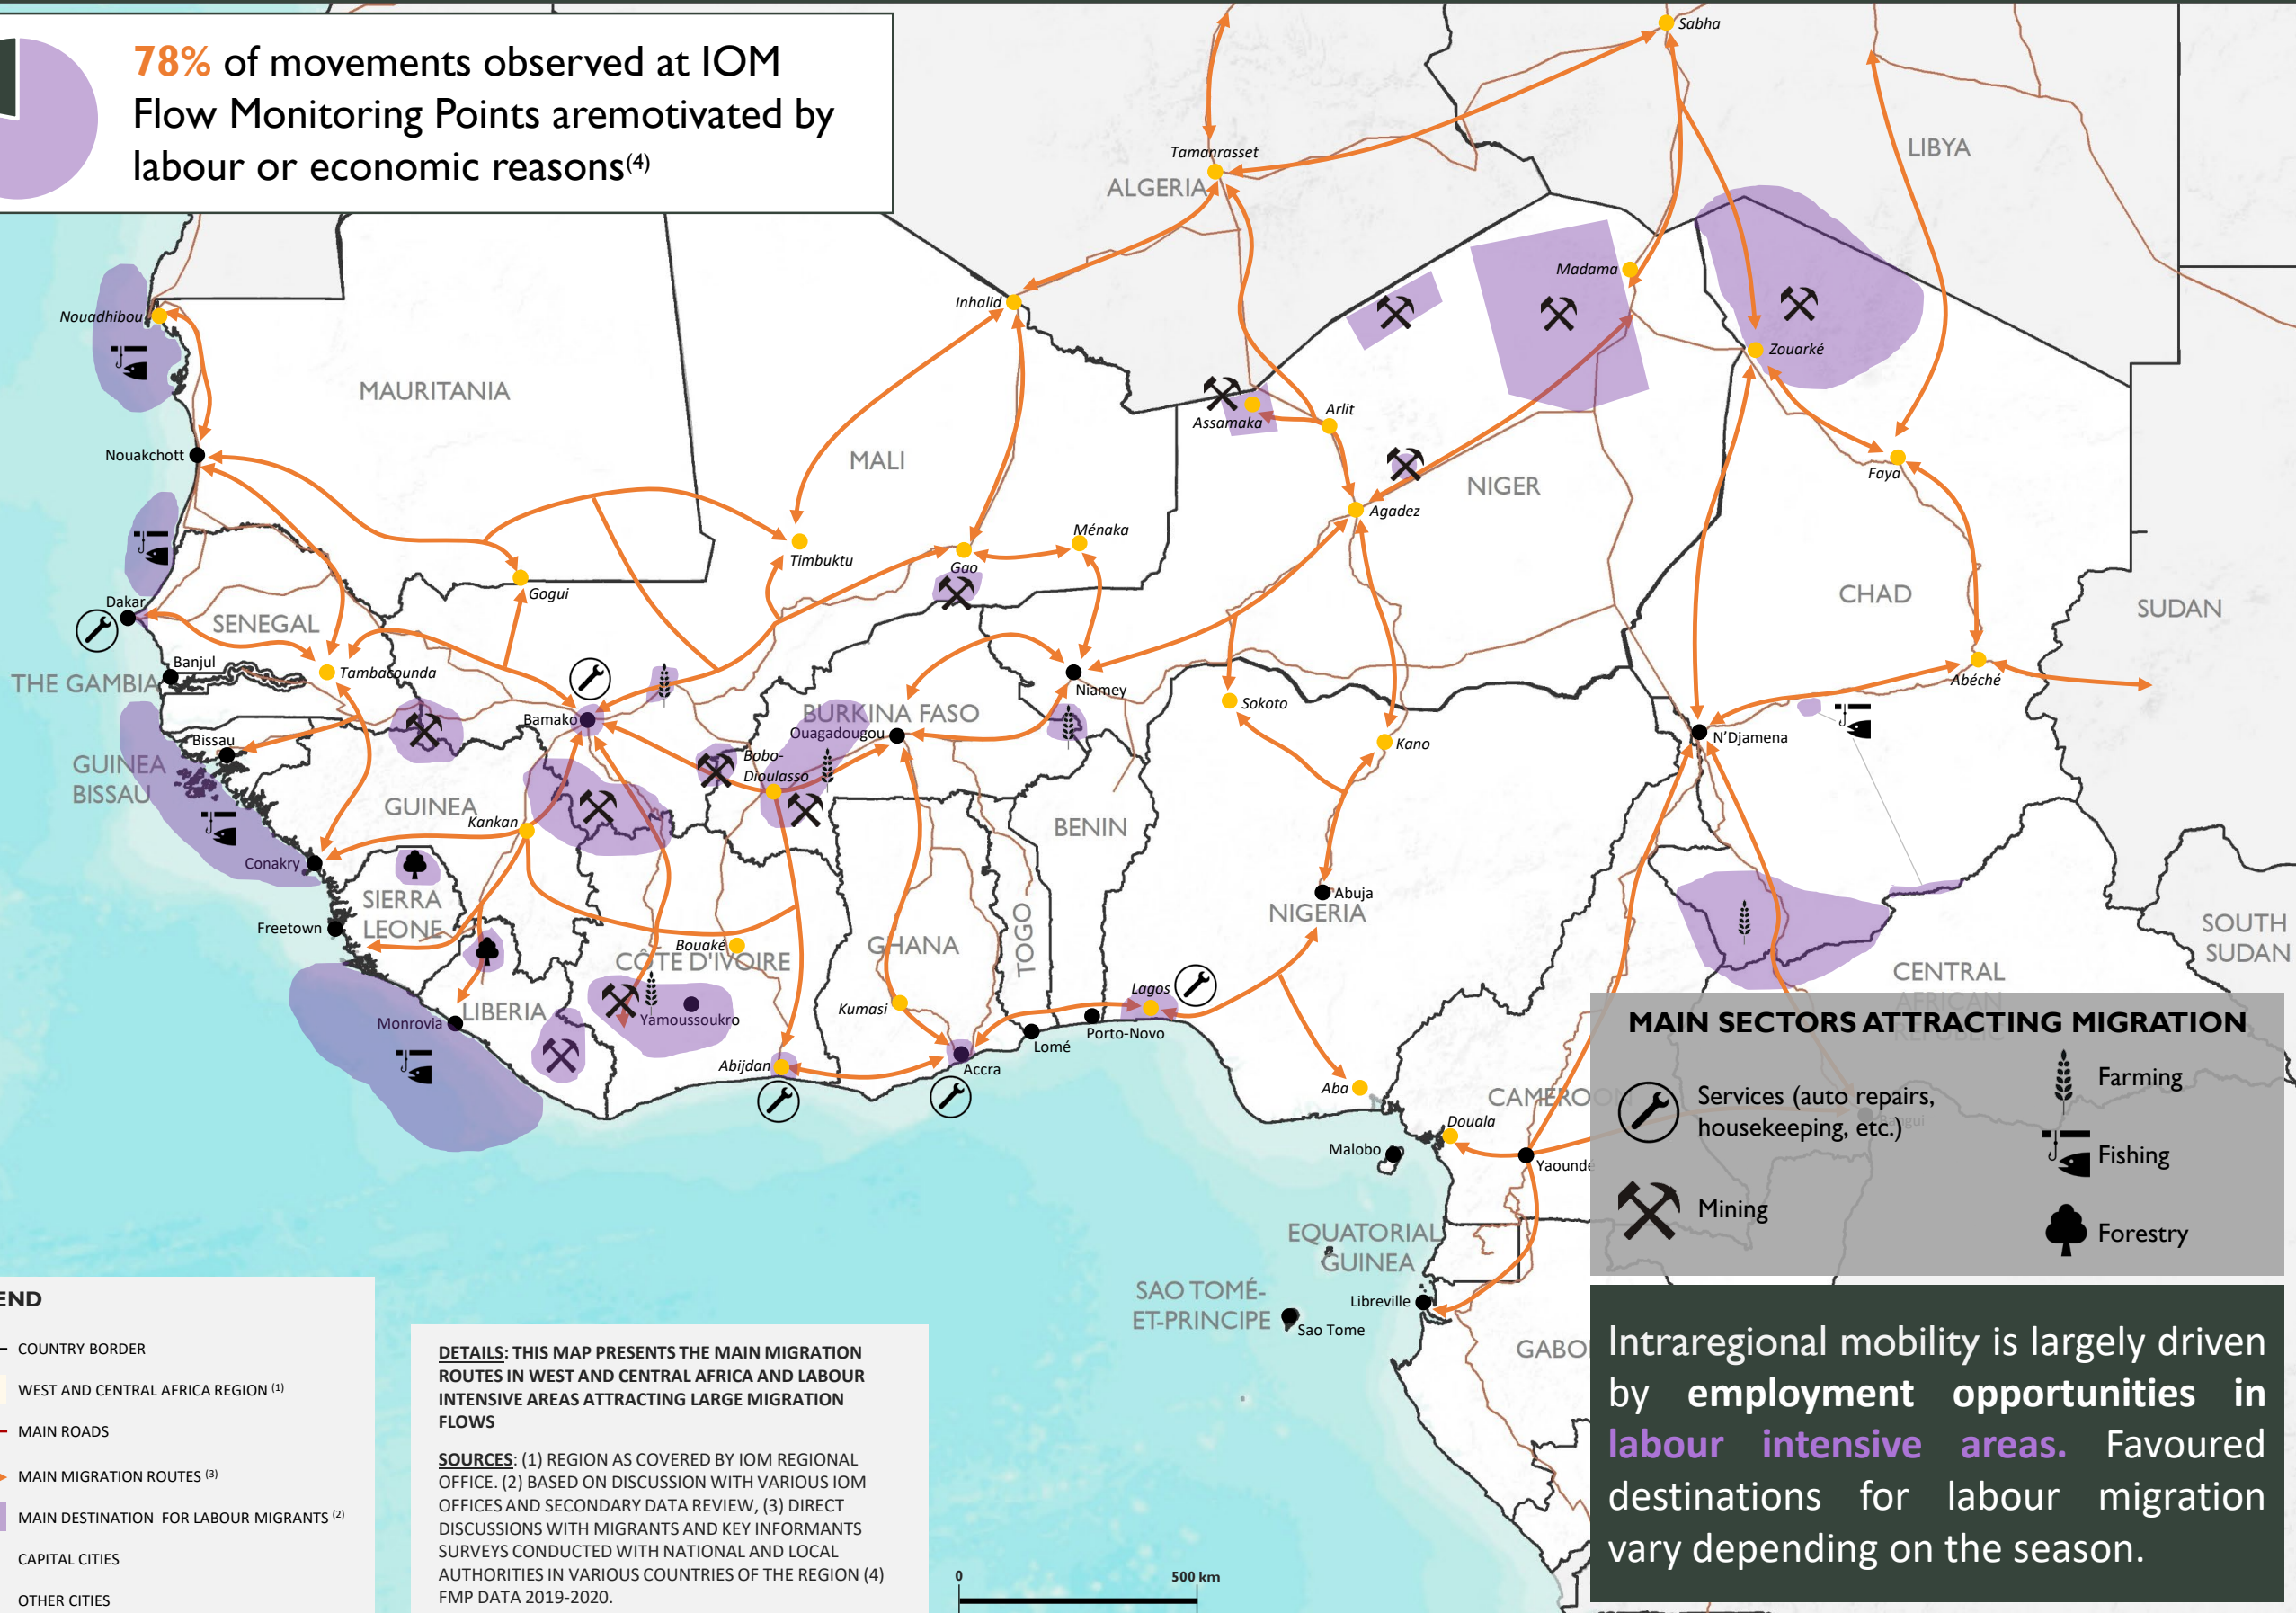 78% of movements observed at IOM
Flow Monitoring Points aremotivated by
labour or economic reasons(4)
Sabha
LIBYA
Tamanrasset
ALGERIA
Madama
Inhalid
Nouadhibou
Zouarké
MAURITANIA
Arlit
Assamaka
Nouakchott
MALI
Faya
NIGER
Agadez
Ménaka
Timbuktu
Gao
Gogui
CHAD
SUDAN
Dakar
SENEGAL
Banjul
Tambacounda
THE GAMBIA
Abéché
Niamey
Sokoto
Bamako
BURKINA FASO
Ouagadougou
N'Djamena
Bissau
Kano
GUINEA
BISSAU
Bobo-
Dioulasso
GUINEA
Kankan
BENIN
Conakry
SIERRA
LEONE
Abuja
NIGERIA
Freetown
TOGO
SOUTH
SUDAN
Bouaké
CÔTE D'IVOIRE
GHANA
CENTRAL
AFRICAN
REPUBLIC
Lagos
Kumasi
LIBERIA
Yamoussoukro
Monrovia
Porto-Novo
Lomé
Abijdan
Accra
Aba
CAMEROON
Douala
Malobo
Yaounde
Bangui
EQUATORIAL
GUINEA
SAO TOMÉ-
ET-PRINCIPE
Libreville
Sao Tome
GABO
MAIN SECTORS ATTRACTING MIGRATION
Services (auto repairs,
housekeeping, etc.)
Farming
Fishing
Mining
Forestry
Intraregional mobility is largely driven
by employment opportunities in
labour intensive areas. Favoured
destinations for labour migration
vary depending on the season.
END
COUNTRY BORDER
WEST AND CENTRAL AFRICA REGION (1)
MAIN ROADS
MAIN MIGRATION ROUTES (3)
MAIN DESTINATION FOR LABOUR MIGRANTS (2)
CAPITAL CITIES
OTHER CITIES
DETAILS: THIS MAP PRESENTS THE MAIN MIGRATION
ROUTES IN WEST AND CENTRAL AFRICA AND LABOUR
INTENSIVE AREAS ATTRACTING LARGE MIGRATION
FLOWS
SOURCES: (1) REGION AS COVERED BY IOM REGIONAL
OFFICE. (2) BASED ON DISCUSSION WITH VARIOUS IOM
OFFICES AND SECONDARY DATA REVIEW, (3) DIRECT
DISCUSSIONS WITH MIGRANTS AND KEY INFORMANTS
SURVEYS CONDUCTED WITH NATIONAL AND LOCAL
AUTHORITIES IN VARIOUS COUNTRIES OF THE REGION (4)
FMP DATA 2019-2020.
0
500 km